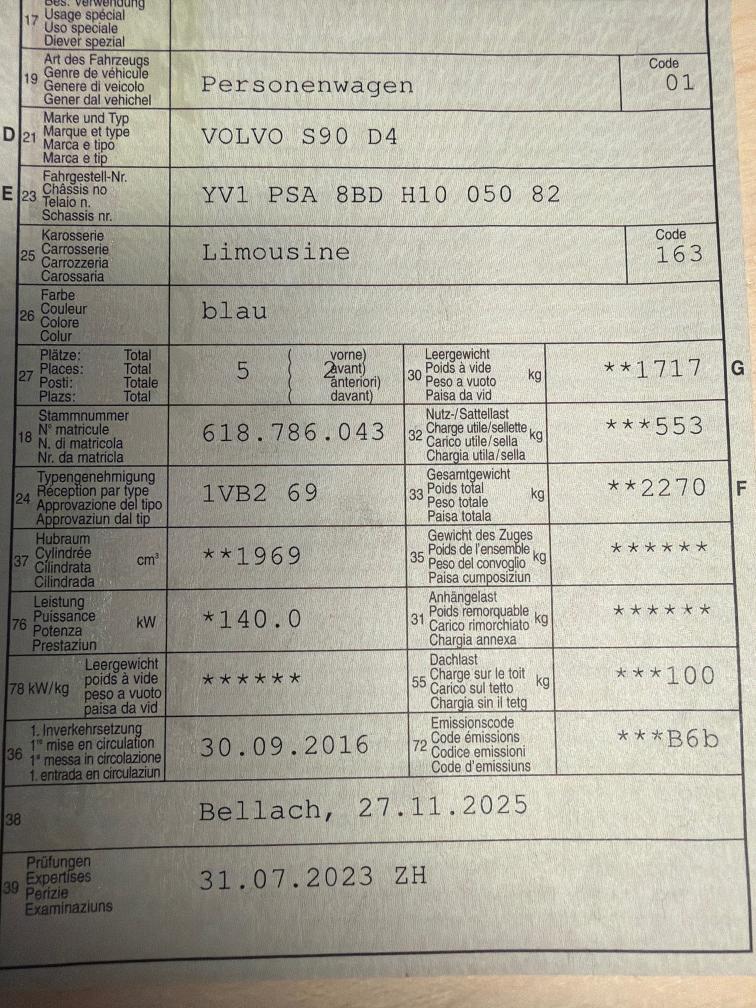 Bes. Verwendung
17 Usage spécial
Uso speciale
Diever spezial
Art des Fahrzeugs
19 Genre de véhicule
Genere di veicolo
Gener dal vehichel
Personenwagen
Code
01
Marke und Typ
D 21 Marque et type
Marca e tipo
Marca e tip
VOLVO S90 D4
Fahrgestell-Nr.
E 23 Châssis no
Telaio n.
Schassis nr.
YV1 PSA 8BD H10 050 82
Karosserie
25 Carrosserie
Carrozzeria
Carossaria
Limousine
Code
163
Farbe
26 Couleur
Colore
Colur
blau
Plätze: Total
27 Places: Total
Posti: Totale
Plazs: Total
5
2
vorne)
avant)
anteriori)
davant)
Leergewicht
30 Poids à vide kg
Peso a vuoto
Paisa da vid
**1717 G
Stammnummer
18 N° matricule
N. di matricola
Nr. da matricla
618.786.043
Nutz-/Sattellast
32 Charge utile/sellette kg
Carico utile/sella
Chargia utila/sella
***553
Typengenehmigung
24 Réception par type
Approvazione del tipo
Approvaziun dal tip
1VB2 69
Gesamtgewicht
33 Poids total kg
Peso totale
Paisa totala
**2270 F
Hubraum
37 Cylindrée cm³
Cilindrata
Cilindrada
**1969
Gewicht des Zuges
35 Poids de l'ensemble kg
Peso del convoglio
Paisa cumposiziun
******
Leistung
76 Puissance kW
Potenza
Prestaziun
*140.0
Anhängelast
31 Poids remorquable kg
Carico rimorchiato
Chargia annexa
******
Leergewicht
78 kW/kg poids à vide
peso a vuoto
paisa da vid
******
Dachlast
55 Charge sur le toit kg
Carico sul tetto
Chargia sin il tetg
***100
1. Inverkehrsetzung
36 1re mise en circulation
1a messa in circolazione
1. entrada en circulaziun
30.09.2016
Emissionscode
72 Code émissions
Codice emissioni
Code d'emissiuns
***B6b
38
Bellach, 27.11.2025
Prüfungen
39 Expertises
Perizie
Examinaziuns
31.07.2023 ZH